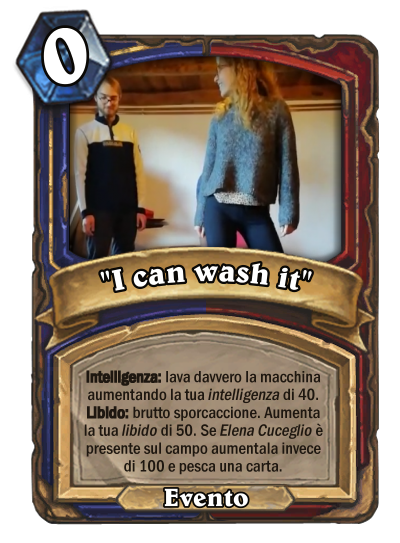 0
"I can wash it"
Intelligenza: lava davvero la macchina
aumentando la tua intelligenza di 40.
Libido: brutto sporcaccione. Aumenta
la tua libido di 50. Se Elena Cuceglio è
presente sul campo aumentala invece
di 100 e pesca una carta.
Evento